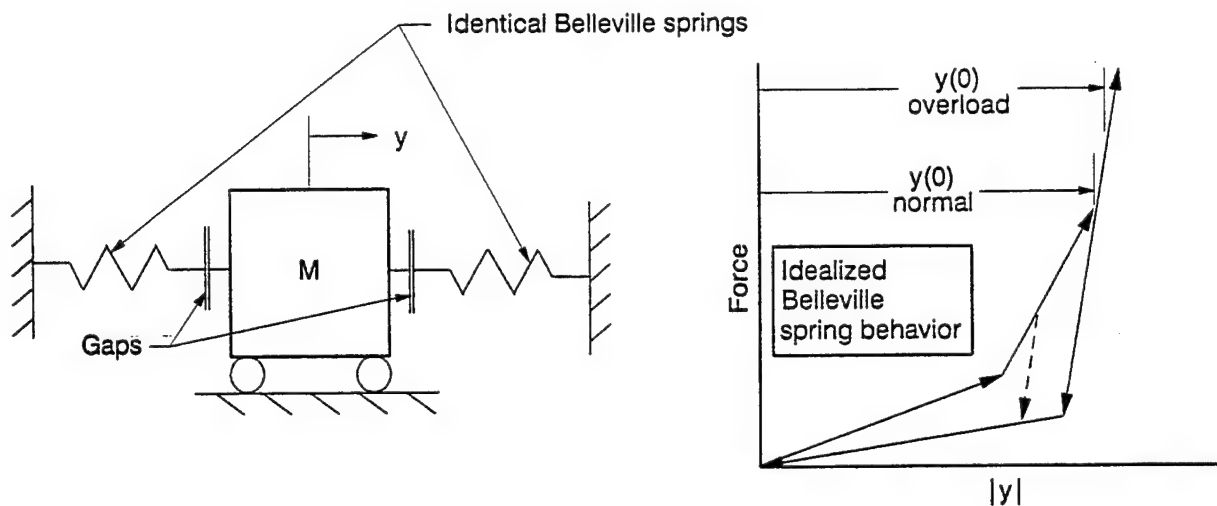 Identical Belleville springs
y
M
Gaps
y(0)
overload
y(0)
normal
Idealized
Belleville
spring behavior
Force
|y|